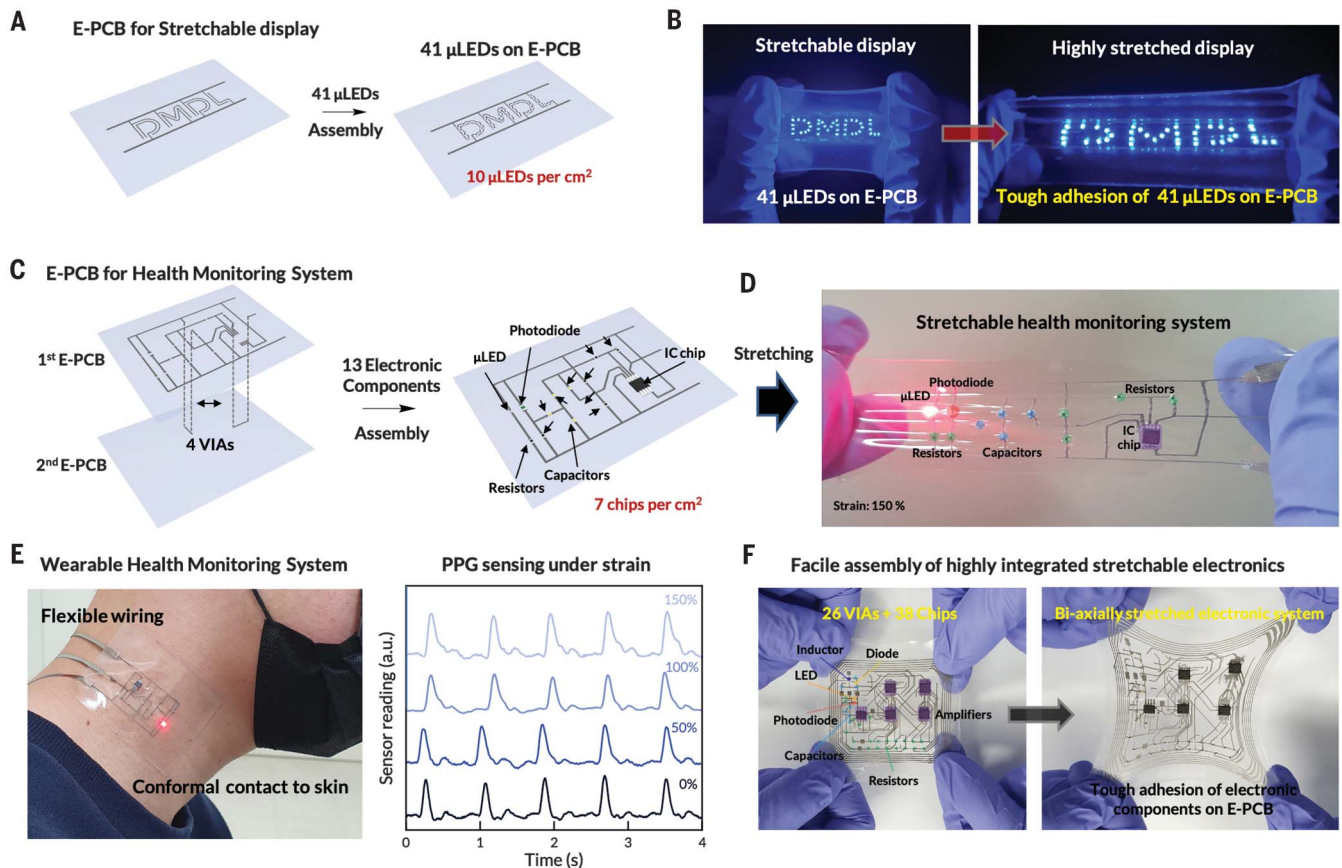 A
E-PCB for Stretchable display
41 µLEDs
Assembly
DMDL
41 µLEDs on E-PCB
DMDL
10 µLEDs per cm²
B
Stretchable display
DMDL
41 µLEDs on E-PCB
Highly stretched display
DMDL
Tough adhesion of 41 µLEDs on E-PCB
C
E-PCB for Health Monitoring System
1st E-PCB
4 VIAs
2nd E-PCB
13 Electronic
Components
Assembly
Photodiode
µLED
IC chip
Capacitors
Resistors
7 chips per cm²
Stretching
D
Stretchable health monitoring system
Photodiode
µLED
Resistors
IC
chip
Resistors
Capacitors
Strain: 150 %
E
Wearable Health Monitoring System
Flexible wiring
Conformal contact to skin
PPG sensing under strain
Sensor reading (a.u.)
150%
100%
50%
0%
0 1 2 3 4
Time (s)
F
Facile assembly of highly integrated stretchable electronics
26 VIAs + 38 Chips
Inductor
Diode
LED
Photodiode
Amplifiers
Capacitors
Resistors
Bi-axially stretched electronic system
Tough adhesion of electronic
components on E-PCB